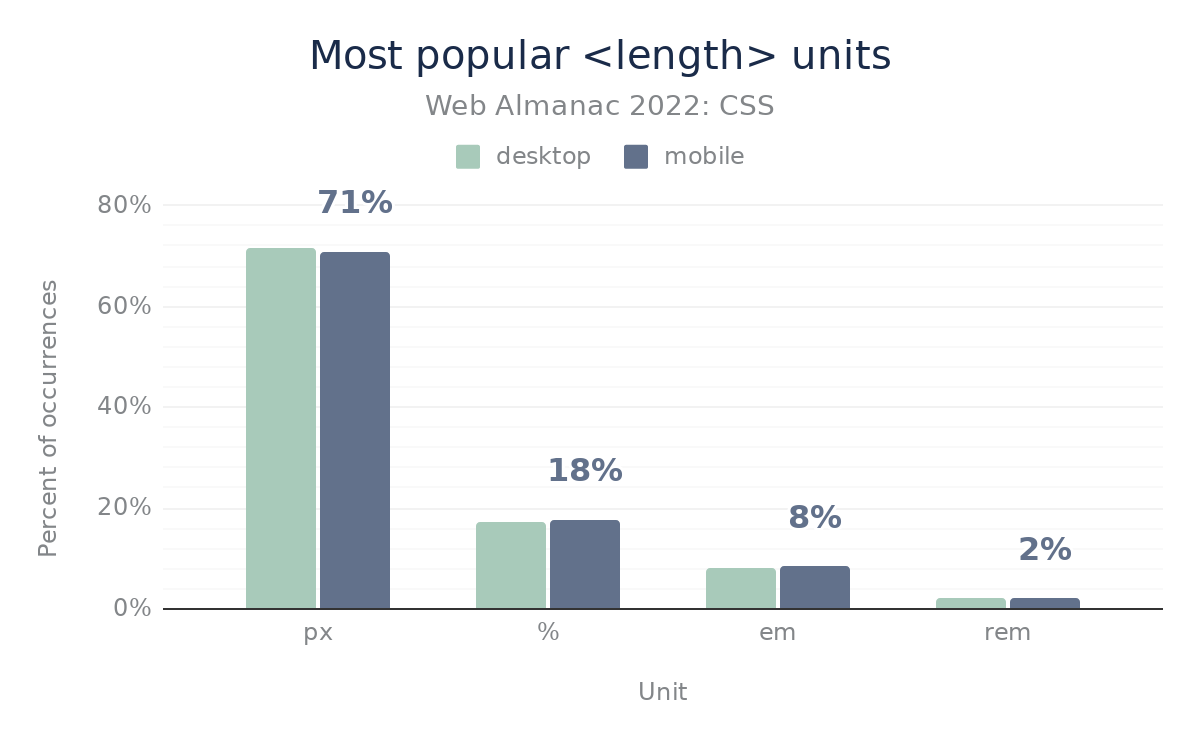 Most popular <length> units
Web Almanac 2022: CSS
desktop mobile
Percent of occurrences
80%
60%
40%
20%
0%
71%
18%
8%
2%
px % em rem
Unit